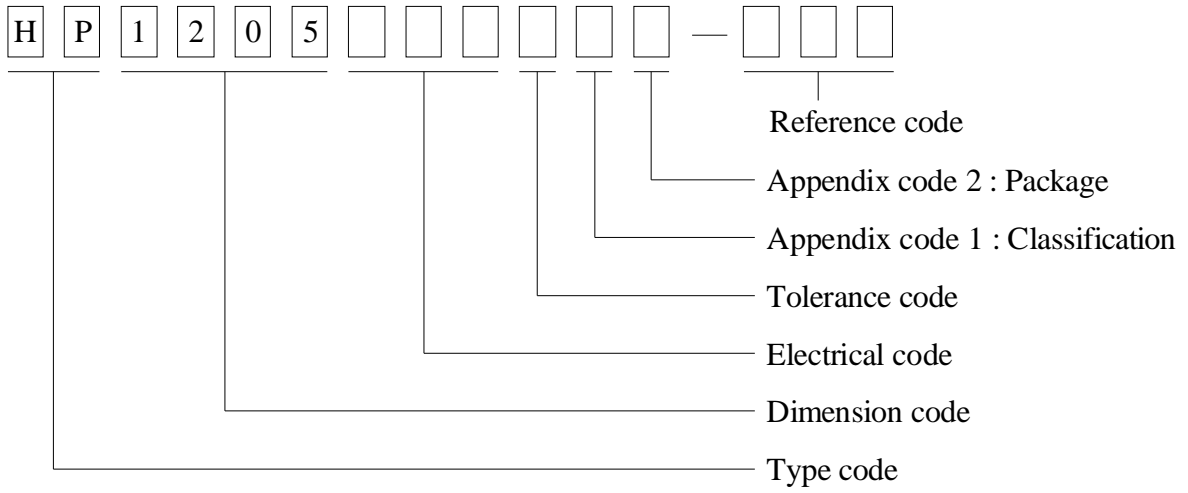 H P 1 2 0 5 —
Reference code
Appendix code 2 : Package
Appendix code 1 : Classification
Tolerance code
Electrical code
Dimension code
Type code